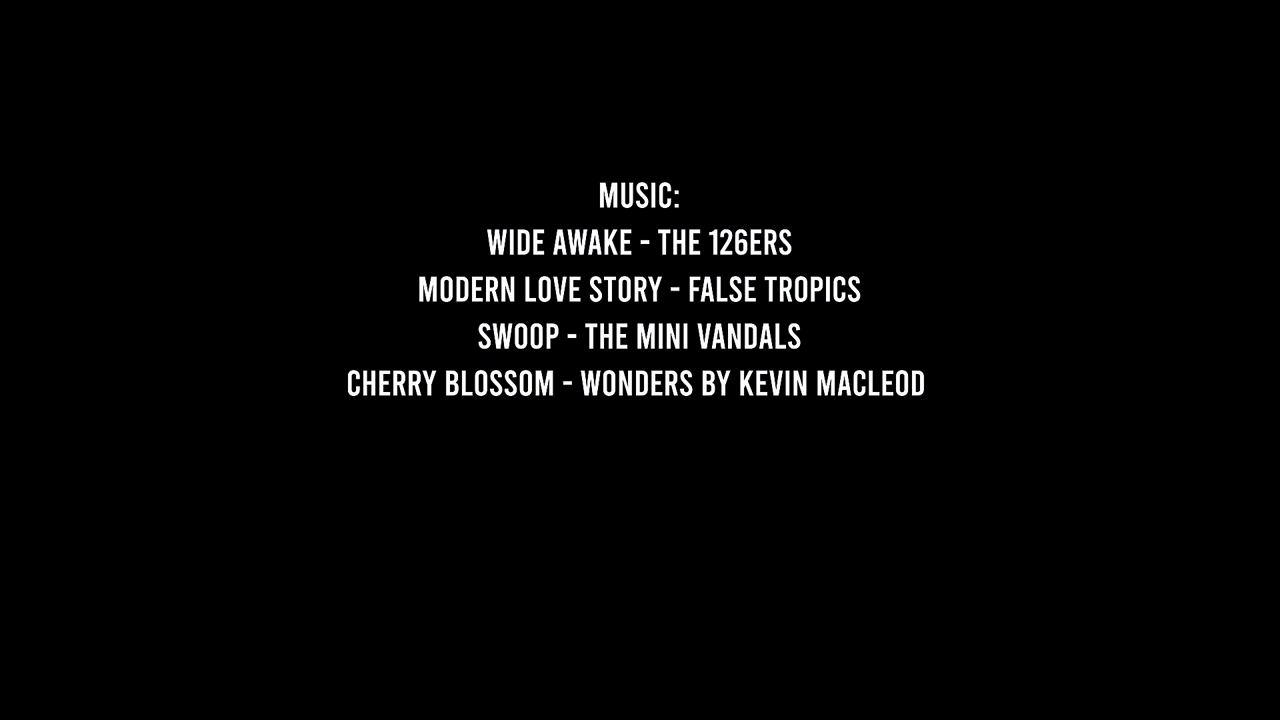 MUSIC:
WIDE AWAKE - THE 126ERS
MODERN LOVE STORY - FALSE TROPICS
SWOOP - THE MINI VANDALS
CHERRY BLOSSOM - WONDERS BY KEVIN MACLEOD